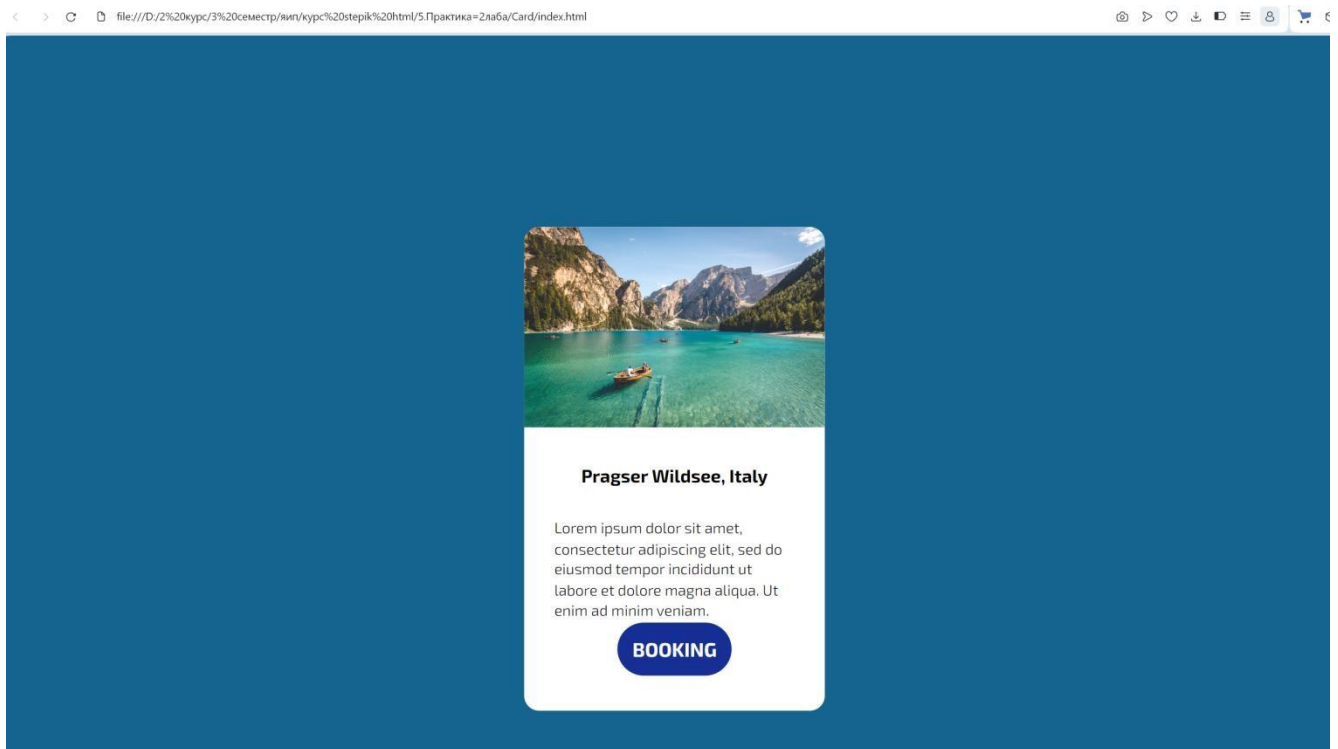 file:///D:/2%20курс/3%20семестр/яип/курс%20stepik%20html/5.Практика=2лаба/Card/index.html
Pragser Wildsee, Italy
Lorem ipsum dolor sit amet,
consectetur adipiscing elit, sed do
eiusmod tempor incididunt ut
labore et dolore magna aliqua. Ut
enim ad minim veniam.
BOOKING